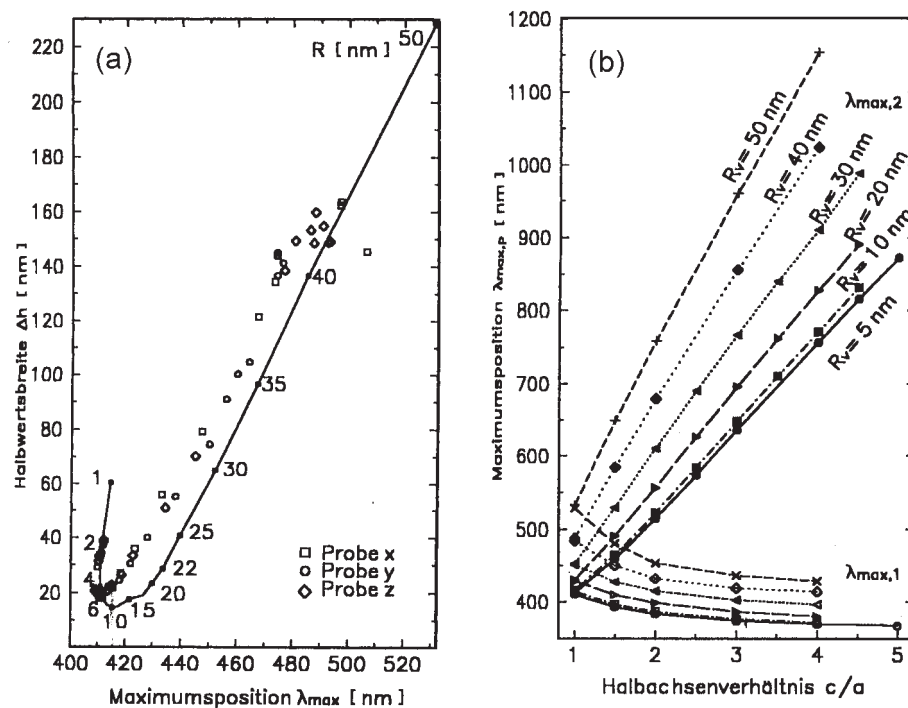 (a)
R [ nm ]
50
220
200
180
160
140
120
100
80
60
40
20
0
Halbwertsbreite Δh [ nm ]
40
35
30
25
22
20
15
10
6
4
2
1
□ Probe x
○ Probe y
◇ Probe z
400 420 440 460 480 500 520
Maximumsposition λmax [ nm ]
(b)
1200
1100
1000
900
800
700
600
500
400
Maximumsposition λmax,p [ nm ]
λmax,2
Rv= 50 nm
Rv= 40 nm
Rv= 30 nm
Rv= 20 nm
Rv= 10 nm
Rv= 5 nm
λmax,1
1 2 3 4 5
Halbachsenverhältnis c/a